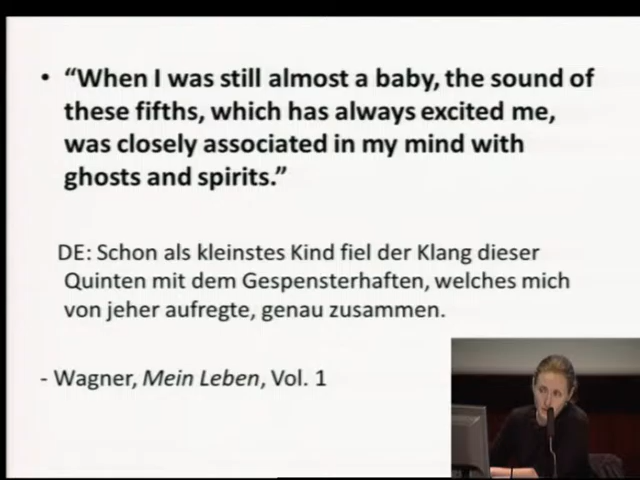 • “When I was still almost a baby, the sound of
these fifths, which has always excited me,
was closely associated in my mind with
ghosts and spirits.”
DE: Schon als kleinstes Kind fiel der Klang dieser
Quinten mit dem Gespensterhaften, welches mich
von jeher aufregte, genau zusammen.
- Wagner, Mein Leben, Vol. 1